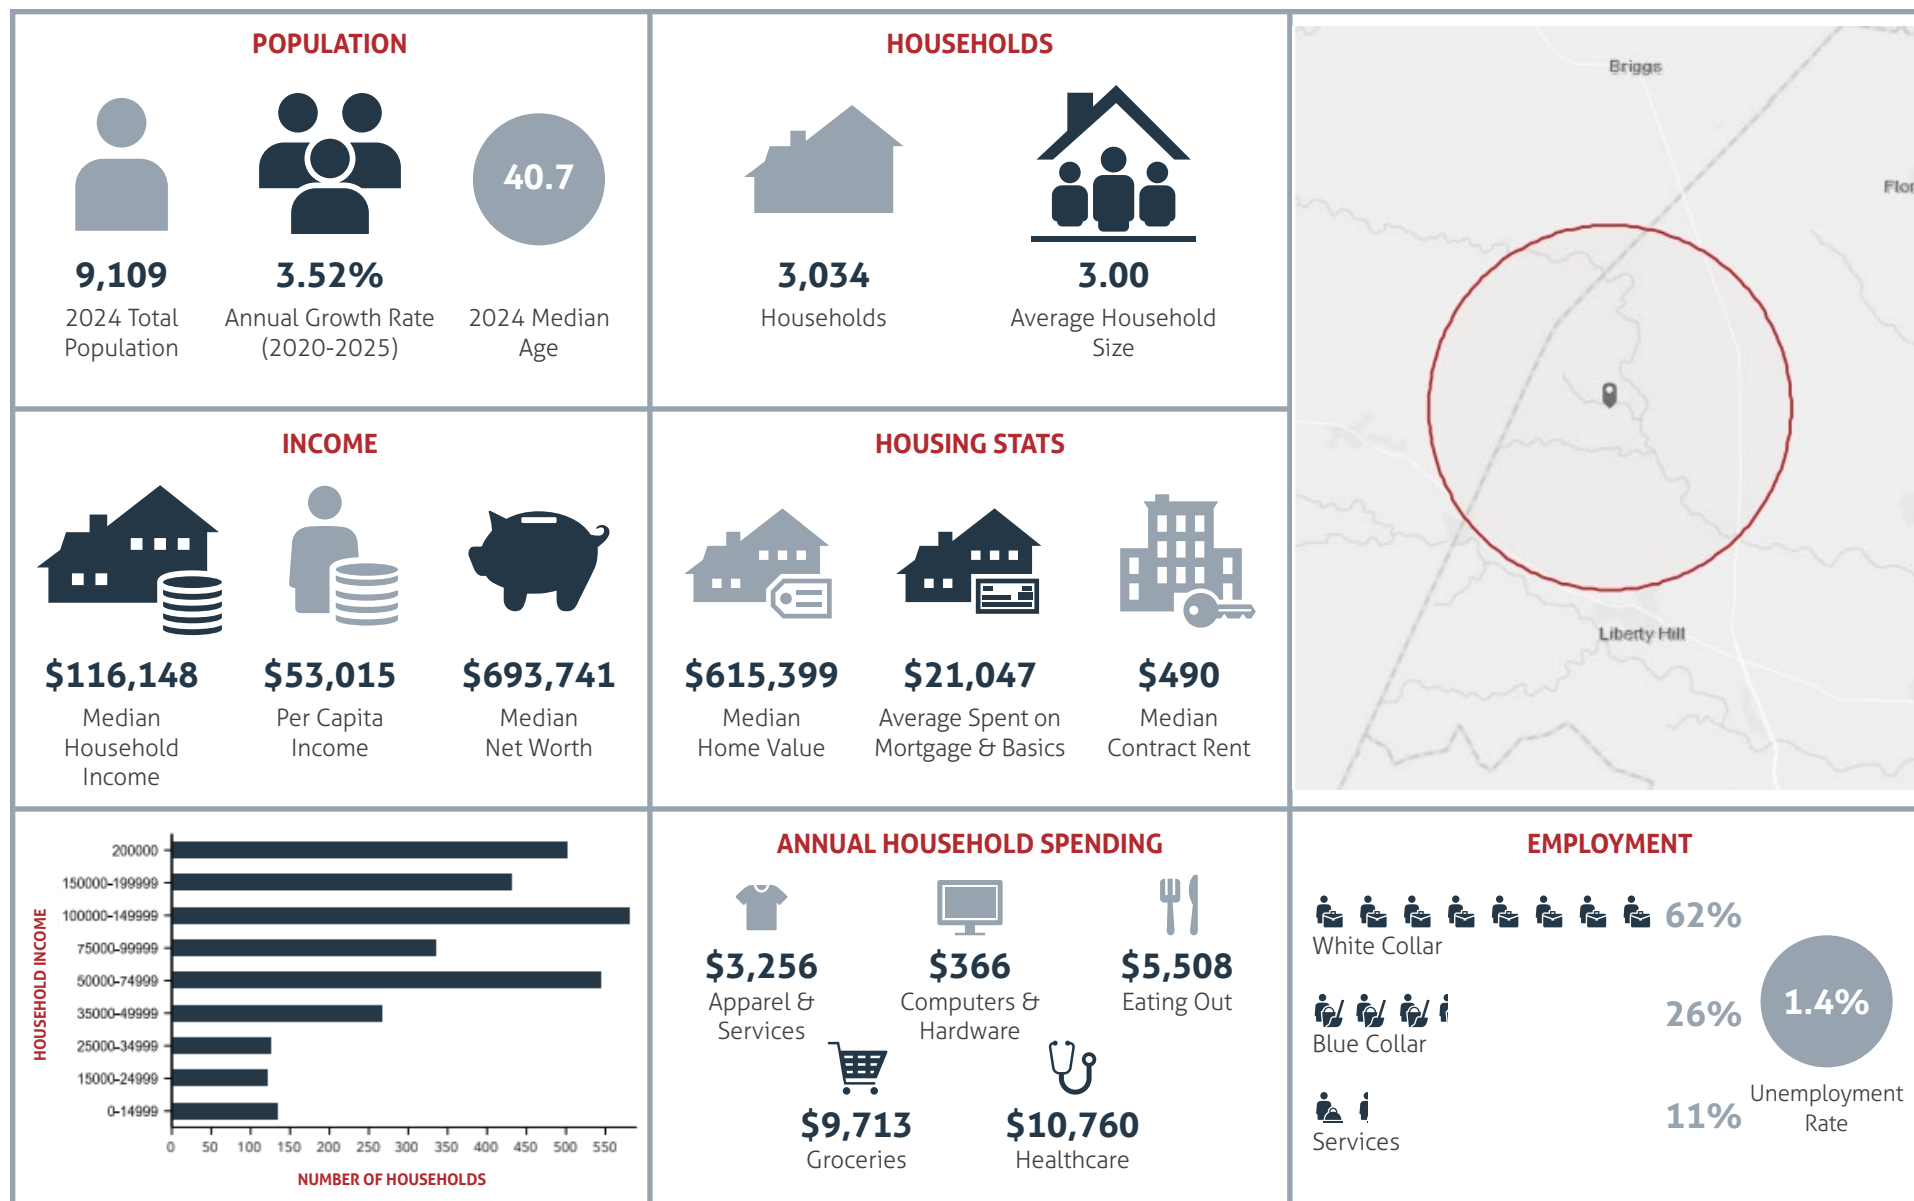 POPULATION
40.7
9,109
3.52%
2024 Total
Population
Annual Growth Rate
(2020-2025)
2024 Median
Age
HOUSEHOLDS
3,034
3.00
Households
Average Household
Size
Briggs
Flor
Liberty Hill
INCOME
$116,148
$53,015
$693,741
Median
Household
Income
Per Capita
Income
Median
Net Worth
HOUSING STATS
$615,399
$21,047
$490
Median
Home Value
Average Spent on
Mortgage & Basics
Median
Contract Rent
HOUSEHOLD INCOME
200000
150000-199999
100000-149999
75000-99999
50000-74999
35000-49999
25000-34999
15000-24999
0-14999
0 50 100 150 200 250 300 350 400 450 500 550
NUMBER OF HOUSEHOLDS
ANNUAL HOUSEHOLD SPENDING
$3,256
$366
$5,508
Apparel &
Services
Computers &
Hardware
Eating Out
$9,713
$10,760
Groceries
Healthcare
EMPLOYMENT
62%
White Collar
26%
Blue Collar
11%
Services
1.4%
Unemployment
Rate